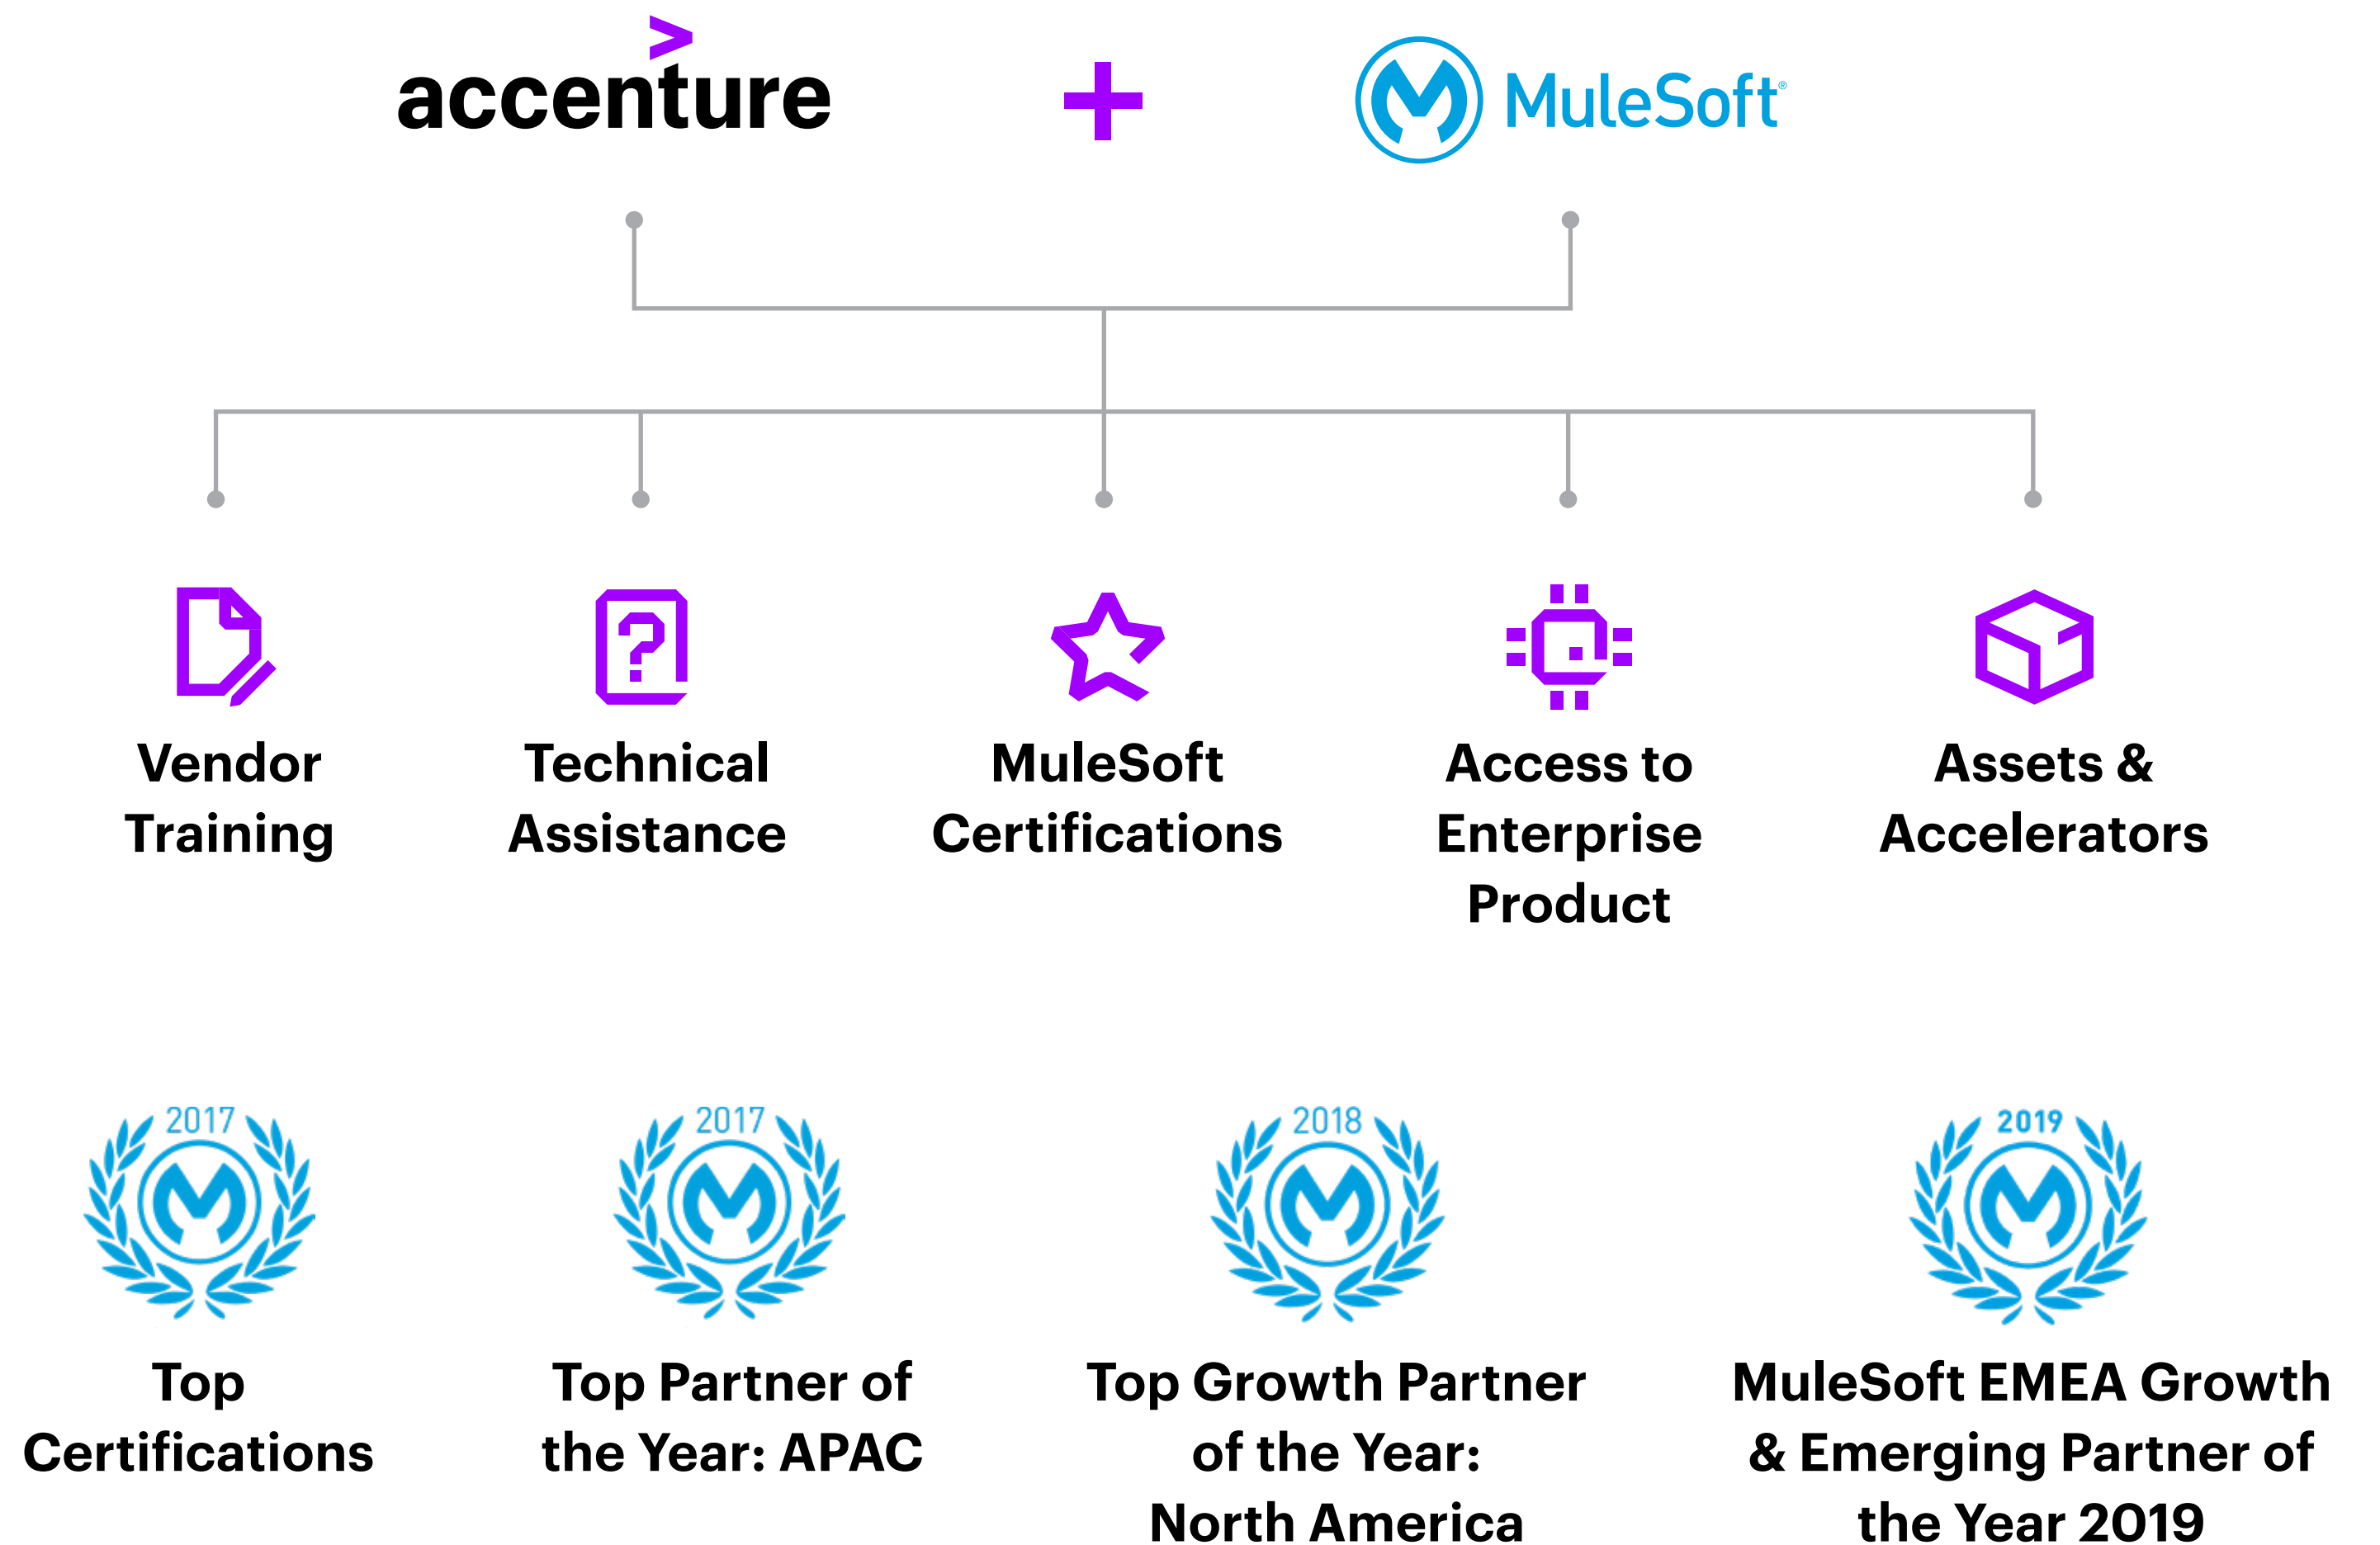 accenture
>
+
MuleSoft®
Vendor
Training
Technical
Assistance
MuleSoft
Certifications
Access to
Enterprise
Product
Assets &
Accelerators
2017
Top
Certifications
2017
Top Partner of
the Year: APAC
2018
Top Growth Partner
of the Year:
North America
2019
MuleSoft EMEA Growth
& Emerging Partner of
the Year 2019